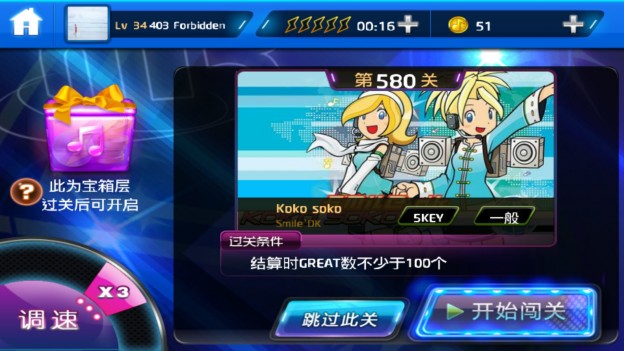 Lv 34 403 Forbidden
00:16
51
第580关
此为宝箱层
过关后可开启
Koko soko
Smile.DK
5KEY
一般
过关条件
结算时GREAT数不少于100个
X3
调速
跳过此关
开始闯关